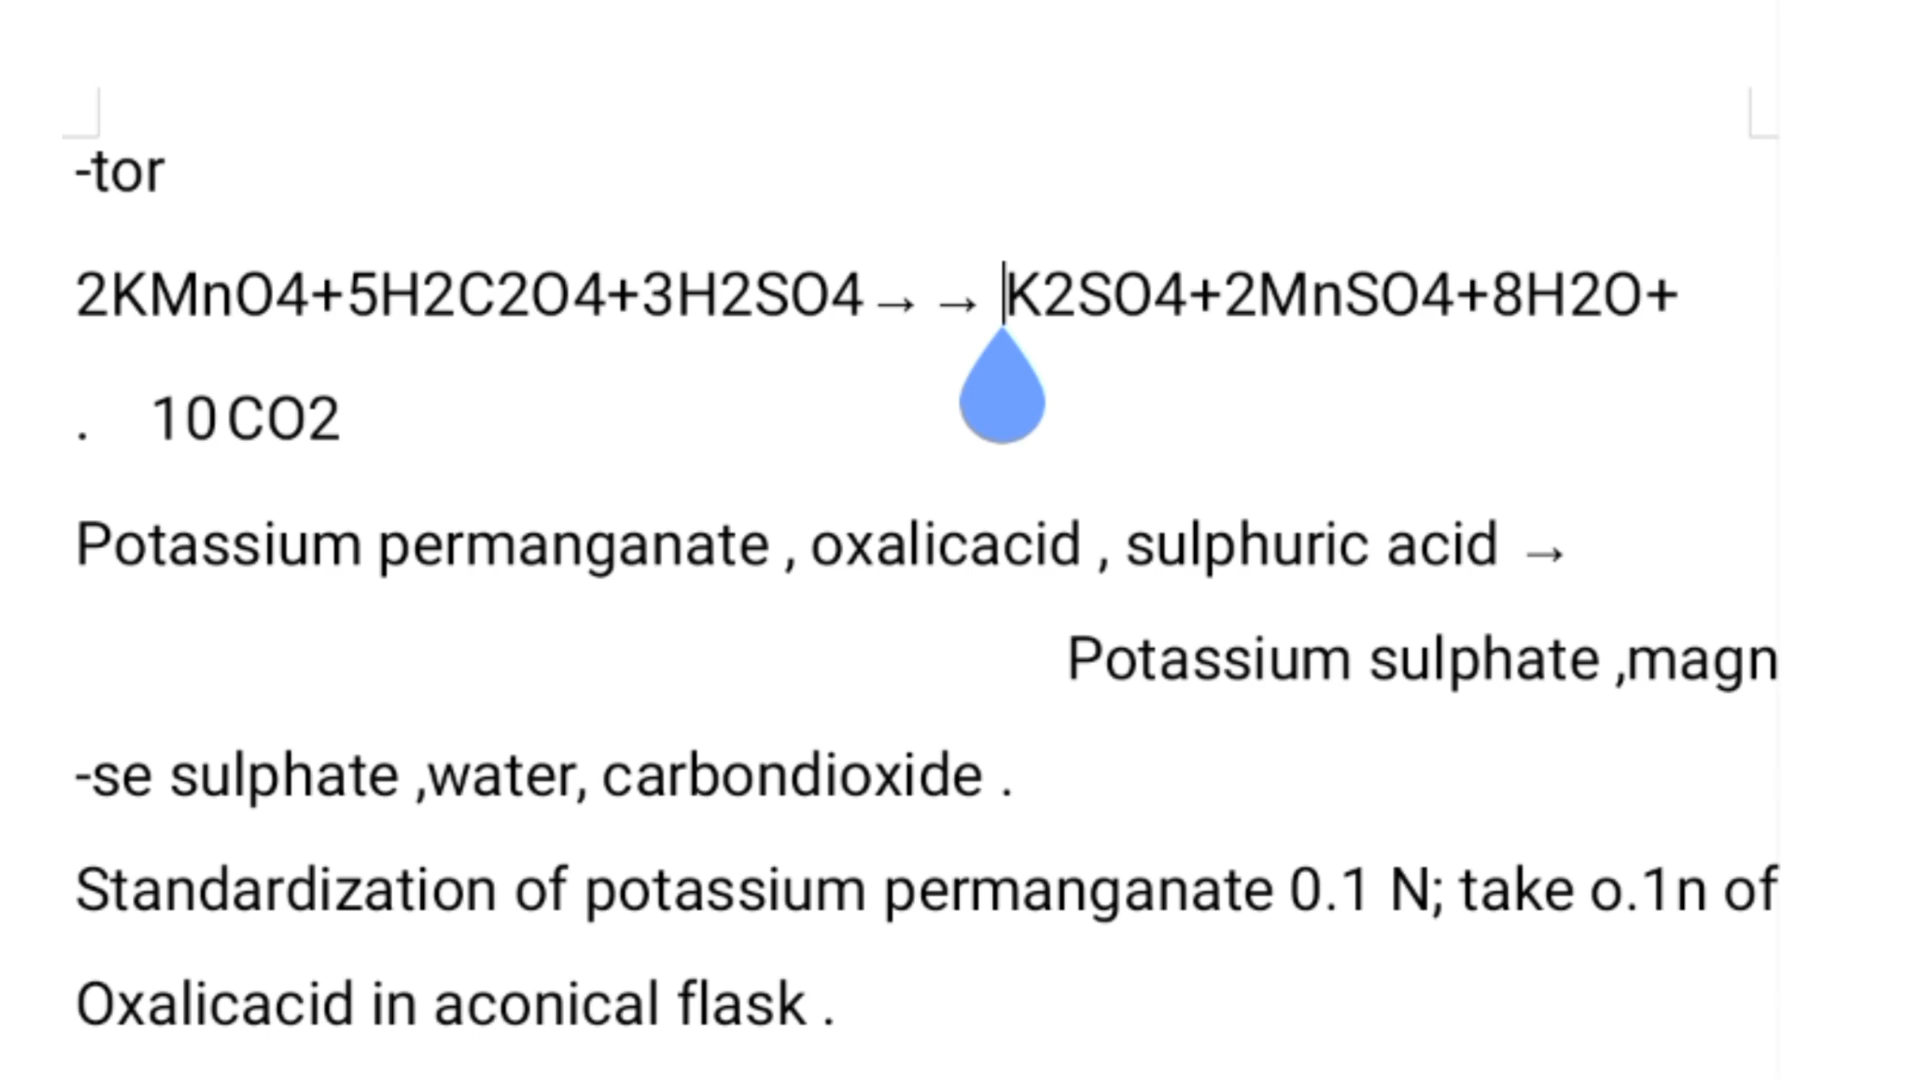 -tor
2KMnO4+5H2C2O4+3H2SO4→→ K2SO4+2MnSO4+8H2O+
. 10CO2
Potassium permanganate , oxalicacid , sulphuric acid →
Potassium sulphate ,magn
-se sulphate ,water, carbondioxide .
Standardization of potassium permanganate 0.1 N; take o.1n of
Oxalicacid in aconical flask .